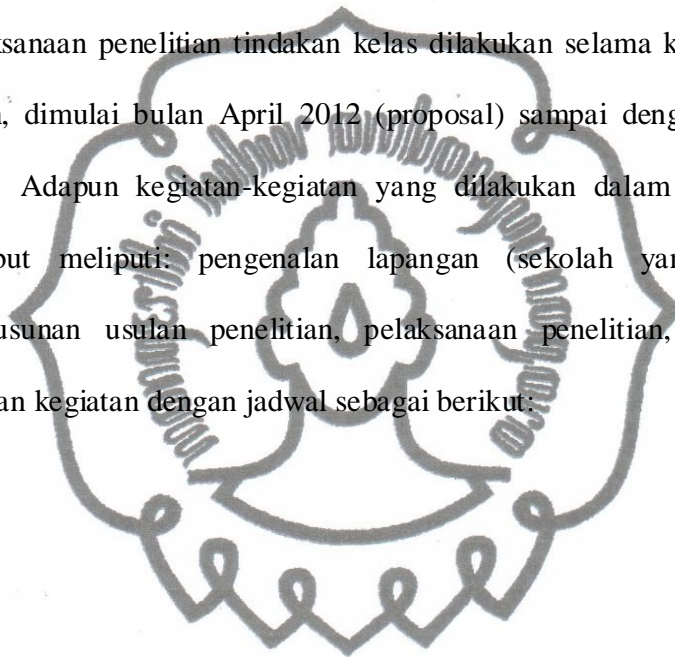 ksanaan penelitian tindakan kelas dilakukan selama k
, dimulai bulan April 2012 (proposal) sampai deng
Adapun kegiatan-kegiatan yang dilakukan dalam
but meliputi: pengenalan lapangan (sekolah yan
usunan usulan penelitian, pelaksanaan penelitian,
an kegiatan dengan jadwal sebagai berikut: